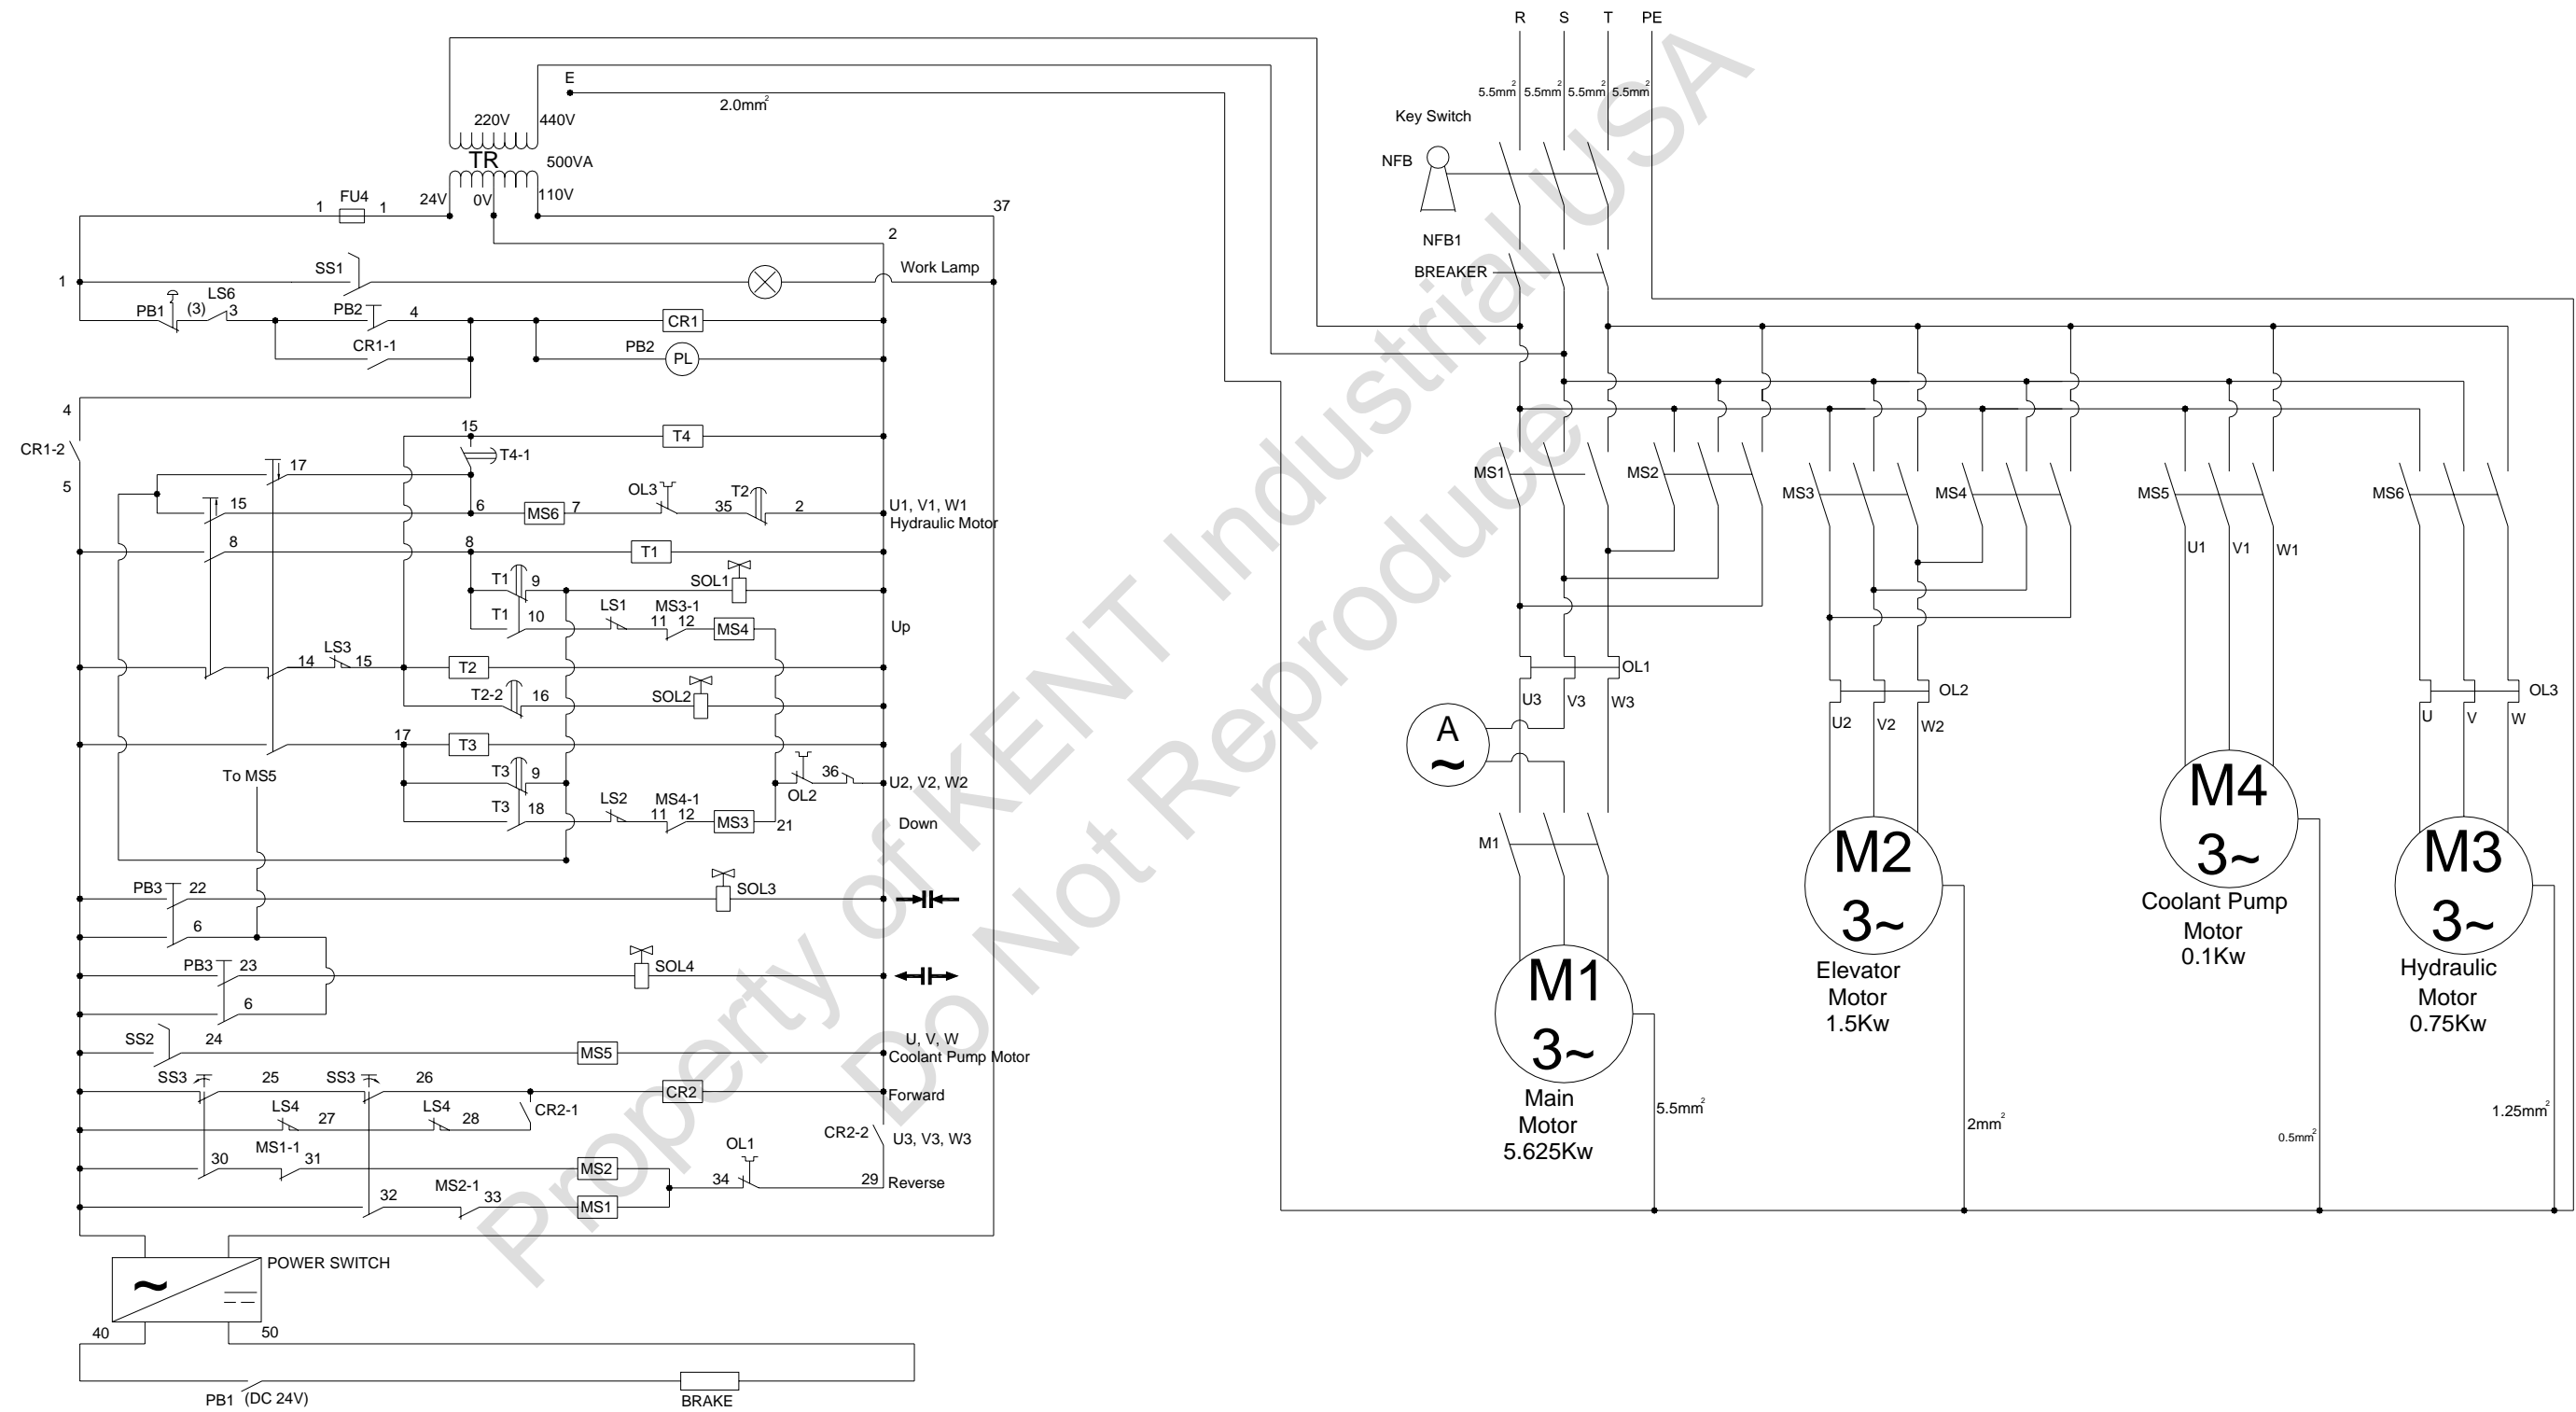 R S T PE
E
2.0mm2
5.5mm2 5.5mm2 5.5mm2 5.5mm2
Key Switch
NFB
NFB1
BREAKER
220V 440V
TR 500VA
24V 0V 110V
1 FU4 1
37
2
1
SS1
Work Lamp
PB1 (3) LS6 3 PB2 4
CR1
CR1-1 PB2 PL
4
CR1-2
5
15 T4
T4-1
17
15 6 MS6 7 OL3 35 T2 2
U1, V1, W1
Hydraulic Motor
8 8 T1
T1 9 SOL1
T1 10 LS1 MS3-1 11 12 MS4
Up
14 LS3 15 T2
T2-2 16 SOL2
17 T3
To MS5
T3 9
OL2 36
U2, V2, W2
T3 18 LS2 MS4-1 11 12 MS3 21
Down
PB3 22 SOL3
6
PB3 23 SOL4
6
SS2 24 MS5
U, V, W
Coolant Pump Motor
SS3 25 SS3 26 CR2
Forward
LS4 27 LS4 28 CR2-1
CR2-2 U3, V3, W3
30 MS1-1 31 MS2
OL1
34 29 Reverse
32 MS2-1 33 MS1
POWER SWITCH
~
40 50
PB1 (DC 24V) BRAKE
MS1 MS2 MS3 MS4 MS5 MS6
U1 V1 W1
OL1 OL2 OL3
U3 V3 W3
U2 V2 W2
U V W
A
~
M1
M1
3~
Main
Motor
5.625Kw
5.5mm2
M2
3~
Elevator
Motor
1.5Kw
2mm2
M4
3~
Coolant Pump
Motor
0.1Kw
0.5mm2
M3
3~
Hydraulic
Motor
0.75Kw
1.25mm2
Property of KENT Industrial USA
Do Not Reproduce